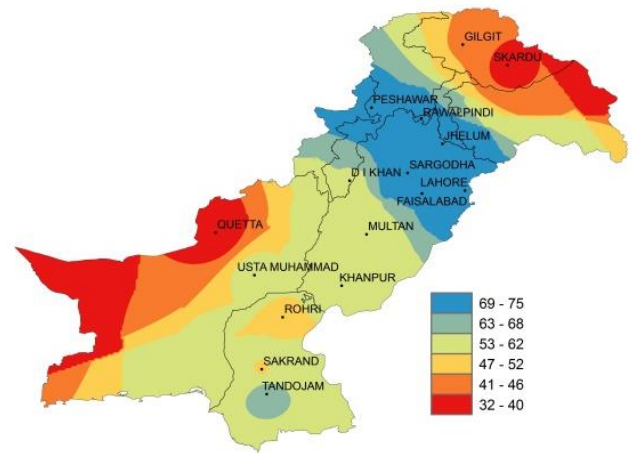 GILGIT
SKARDU
PESHAWAR
RAWALPINDI
JHELUM
SARGODHA
D I KHAN
LAHORE
FAISALABAD
MULTAN
QUETTA
USTA MUHAMMAD
KHANPUR
ROHRI
SAKRAND
TANDOJAM
69 - 75
63 - 68
53 - 62
47 - 52
41 - 46
32 - 40